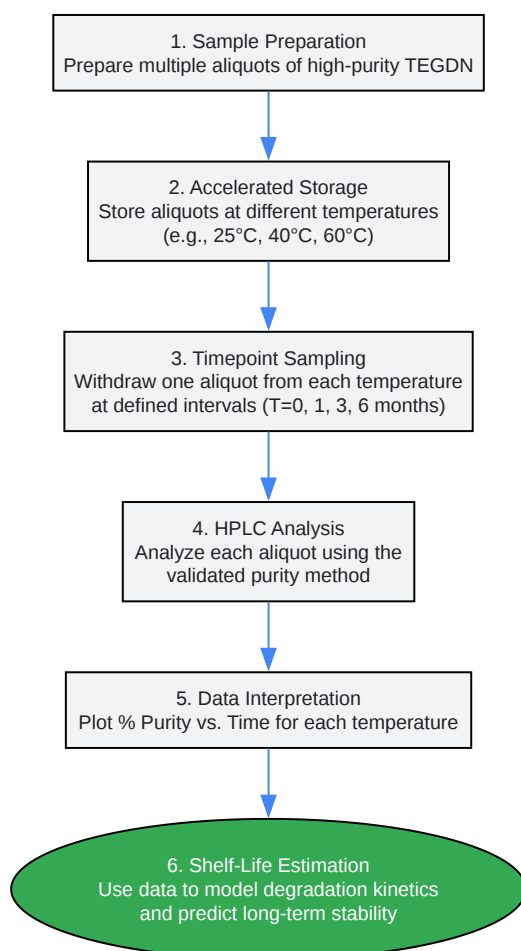 1. Sample Preparation
Prepare multiple aliquots of high-purity TEGDN
2. Accelerated Storage
Store aliquots at different temperatures
(e.g., 25°C, 40°C, 60°C)
3. Timepoint Sampling
Withdraw one aliquot from each temperature
at defined intervals (T=0, 1, 3, 6 months)
4. HPLC Analysis
Analyze each aliquot using the
validated purity method
5. Data Interpretation
Plot % Purity vs. Time for each temperature
6. Shelf-Life Estimation
Use data to model degradation kinetics
and predict long-term stability